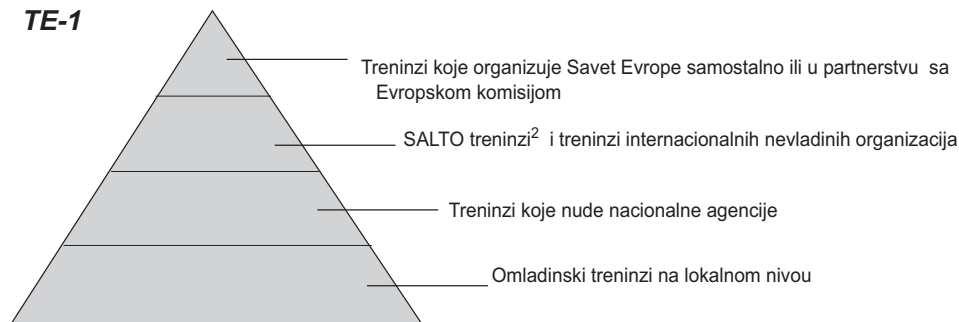 TE-1
Treninzi koje organizuje Savet Evrope samostalno ili u partnerstvu sa
Evropskom komisijom
SALTO treninzi² i treninzi internacionalnih nevladinih organizacija
Treninzi koje nude nacionalne agencije
Omladinski treninzi na lokalnom nivou